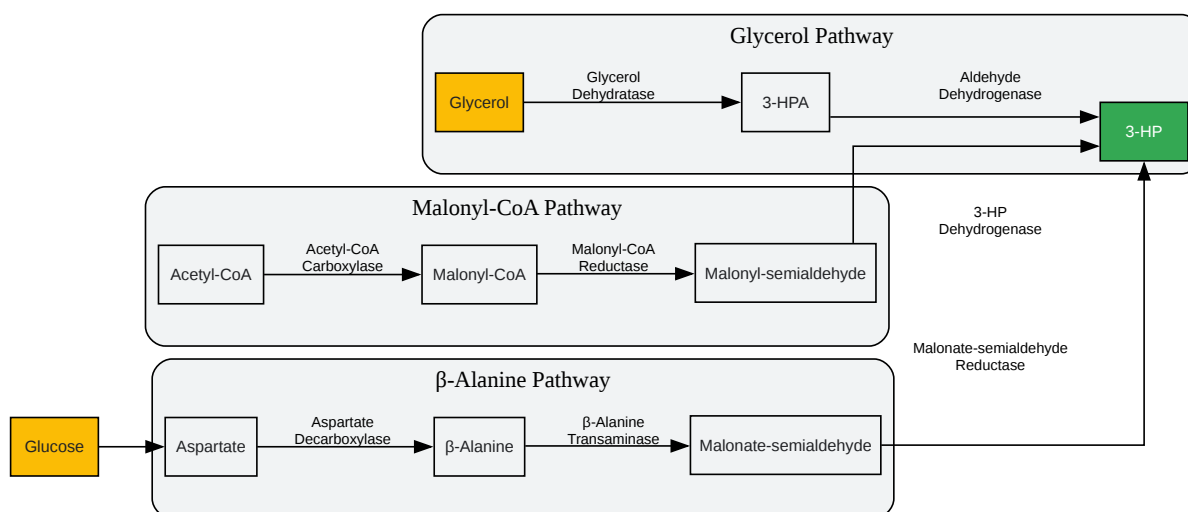 Glycerol Pathway
Glycerol
Glycerol
Dehydratase
3-HPA
Aldehyde
Dehydrogenase
3-HP
Malonyl-CoA Pathway
Acetyl-CoA
Acetyl-CoA
Carboxylase
Malonyl-CoA
Malonyl-CoA
Reductase
Malonyl-semialdehyde
3-HP
Dehydrogenase
Malonate-semialdehyde
Reductase
β-Alanine Pathway
Glucose
Aspartate
Aspartate
Decarboxylase
β-Alanine
β-Alanine
Transaminase
Malonate-semialdehyde